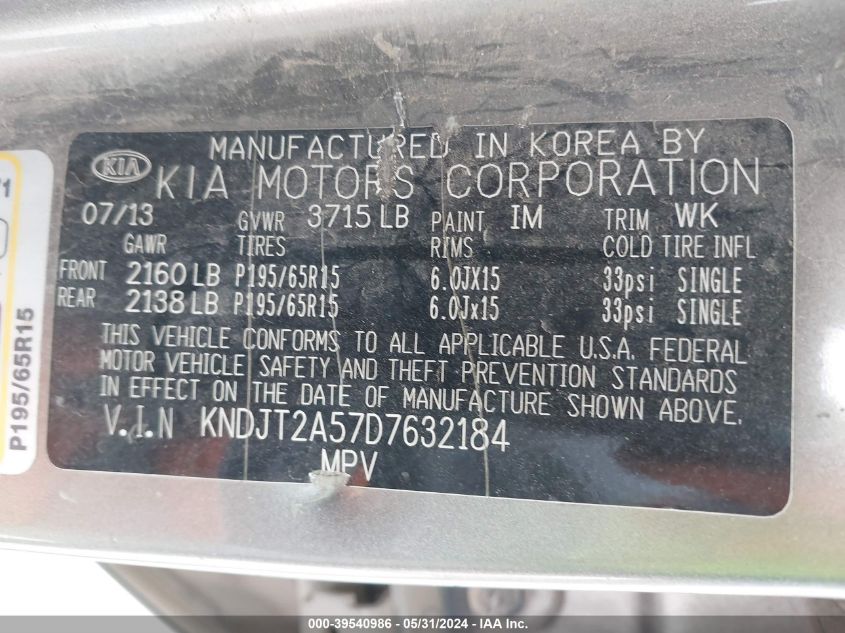 MANUFACTURED IN KOREA BY
KIA KIA MOTORS CORPORATION
07/13 GVWR 3715 LB PAINT IM TRIM WK
GAWR TIRES RIMS COLD TIRE INFL
FRONT 2160 LB P195/65R15 6.0JX15 33psi SINGLE
REAR 2138 LB P195/65R15 6.0Jx15 33psi SINGLE
THIS VEHICLE CONFORMS TO ALL APPLICABLE U.S.A. FEDERAL
MOTOR VEHICLE SAFETY AND THEFT PREVENTION STANDARDS
IN EFFECT ON THE DATE OF MANUFACTURE SHOWN ABOVE.
V.I.N KNDJT2A57D7632184
MPV
P195/65R15
000-39540986 - 05/31/2024 - IAA Inc.